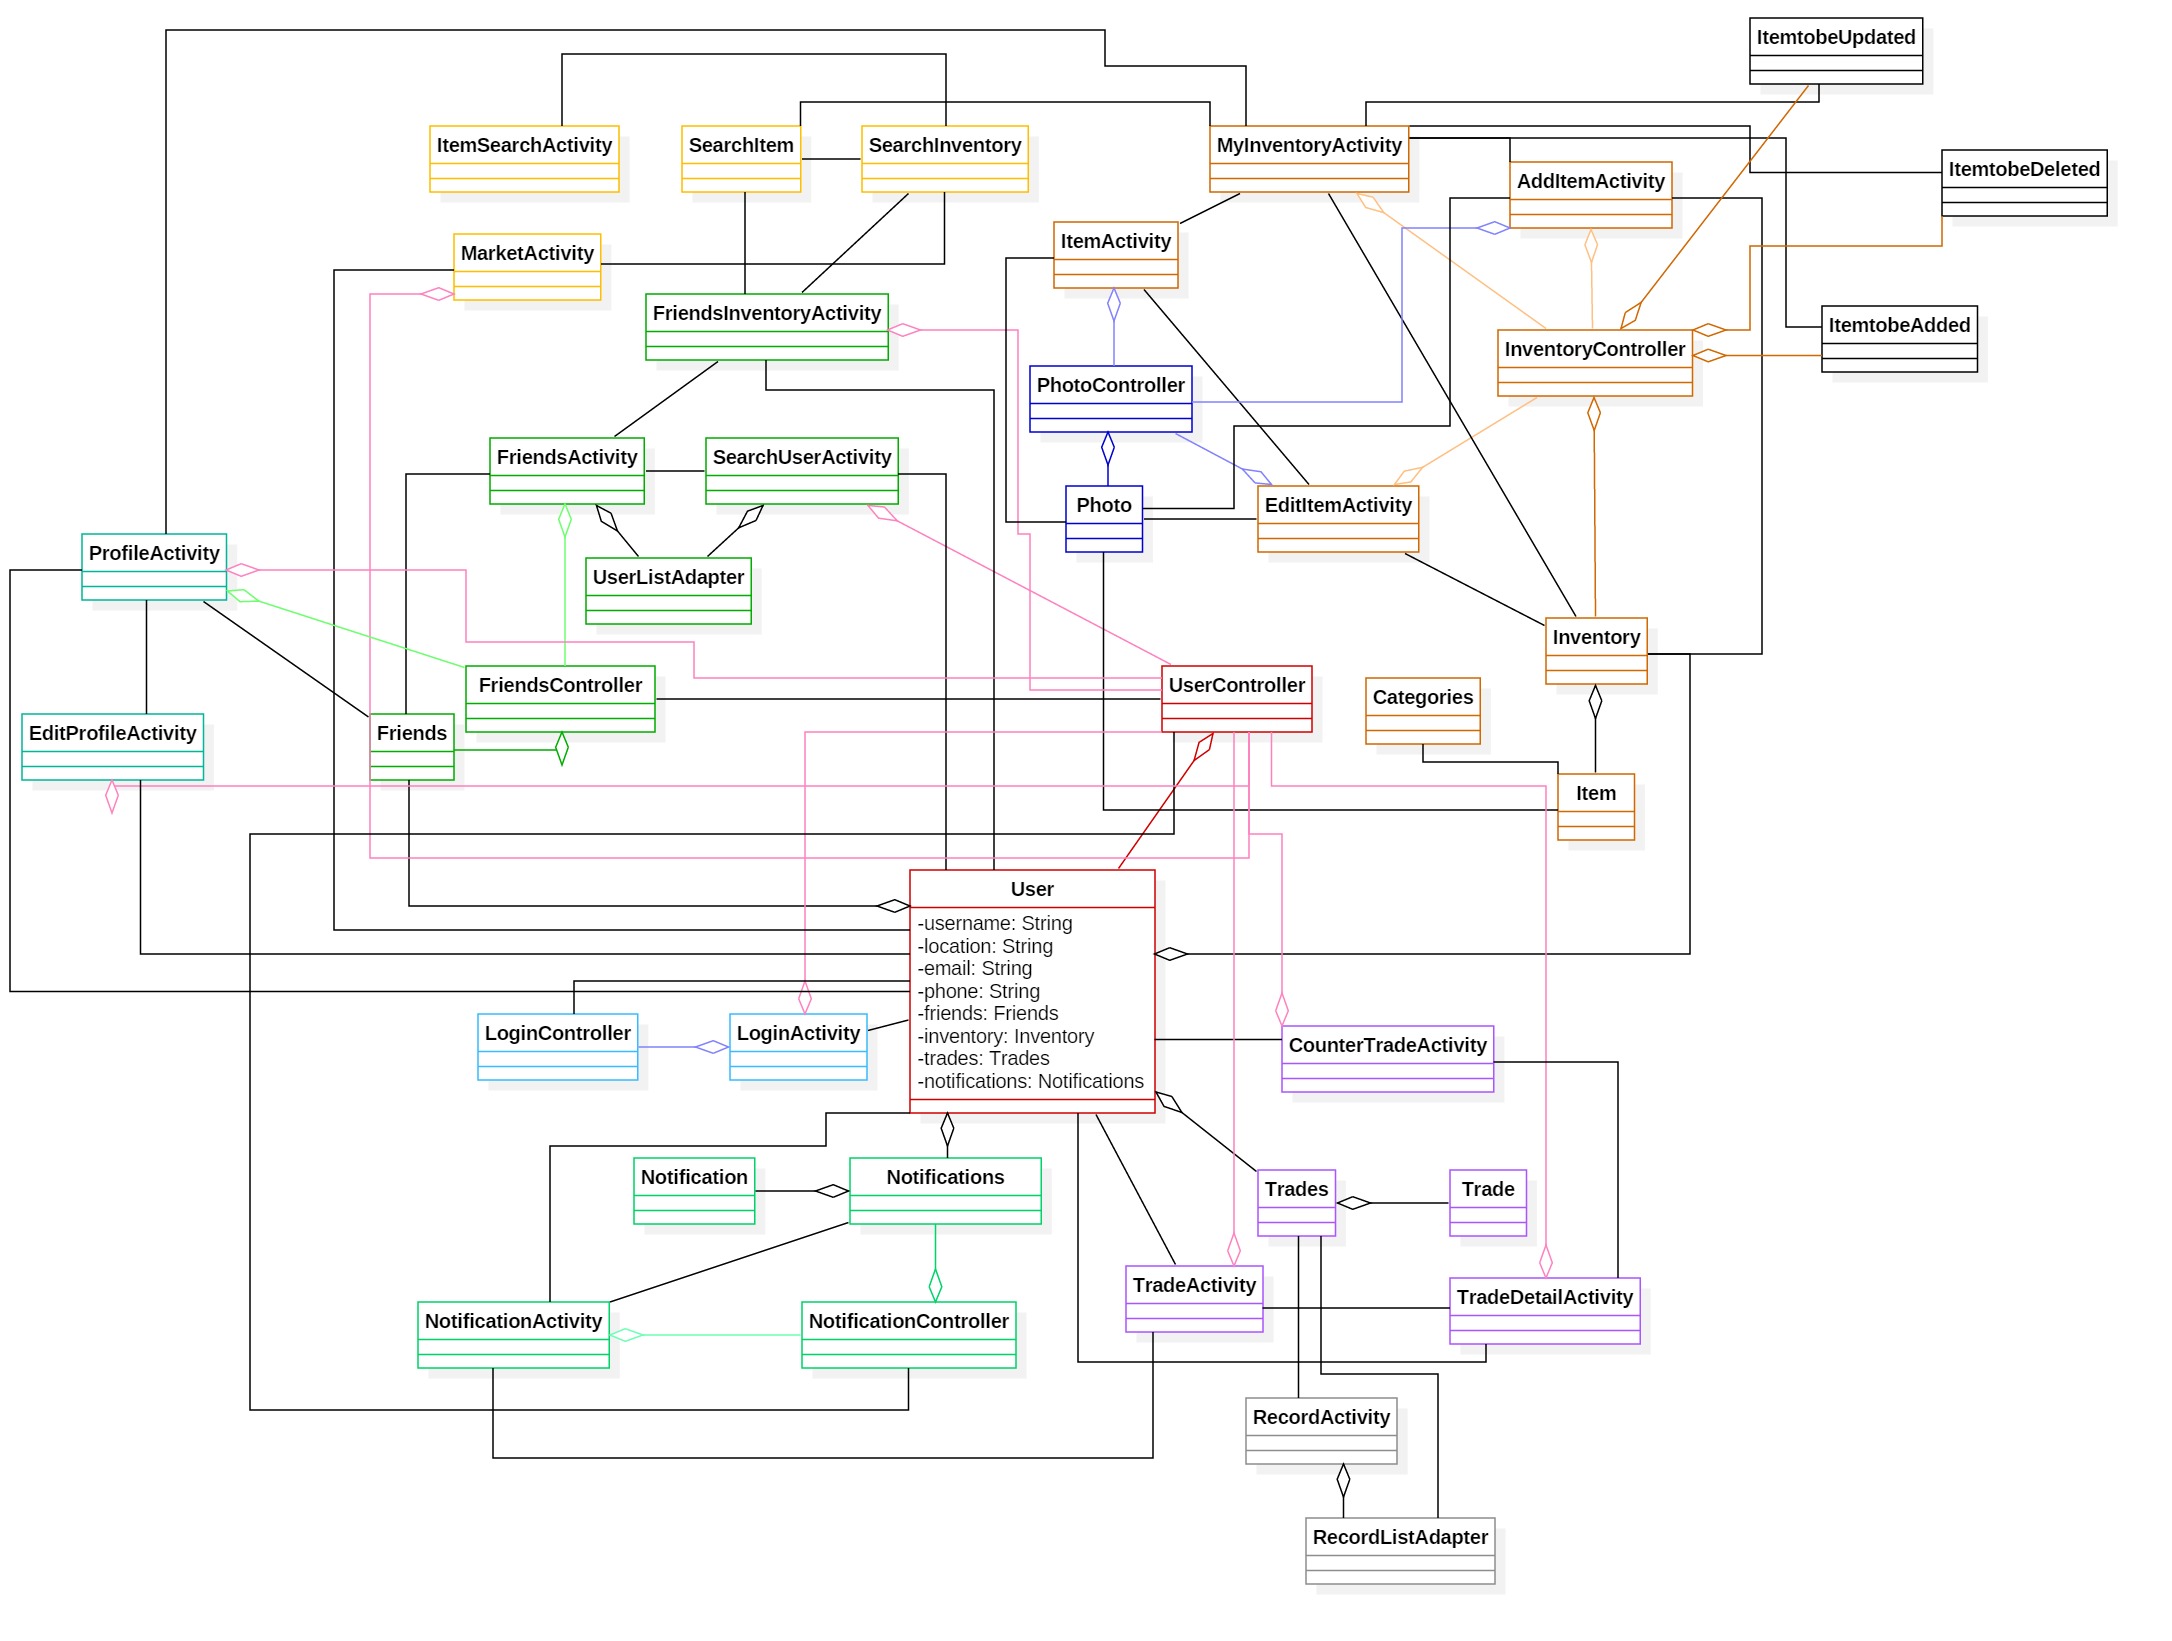 ItemtobeUpdated
ItemSearchActivity
SearchItem
SearchInventory
MyInventoryActivity
ItemtobeDeleted
AddItemActivity
MarketActivity
ItemActivity
FriendsInventoryActivity
ItemtobeAdded
InventoryController
PhotoController
FriendsActivity
SearchUserActivity
Photo
EditItemActivity
ProfileActivity
UserListAdapter
Inventory
FriendsController
UserController
Categories
EditProfileActivity
Friends
Item
User
-username: String
-location: String
-email: String
-phone: String
-friends: Friends
-inventory: Inventory
-trades: Trades
-notifications: Notifications
LoginController
LoginActivity
CounterTradeActivity
Notification
Notifications
Trades
Trade
TradeActivity
TradeDetailActivity
NotificationActivity
NotificationController
RecordActivity
RecordListAdapter